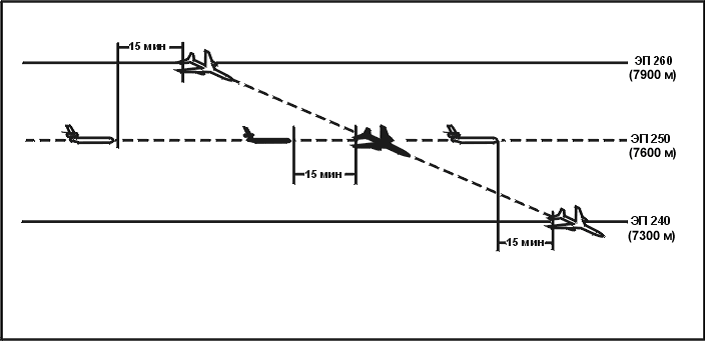 15 мин
ЭП 260
(7900 м)
ЭП 250
(7600 м)
15 мин
ЭП 240
(7300 м)
15 мин